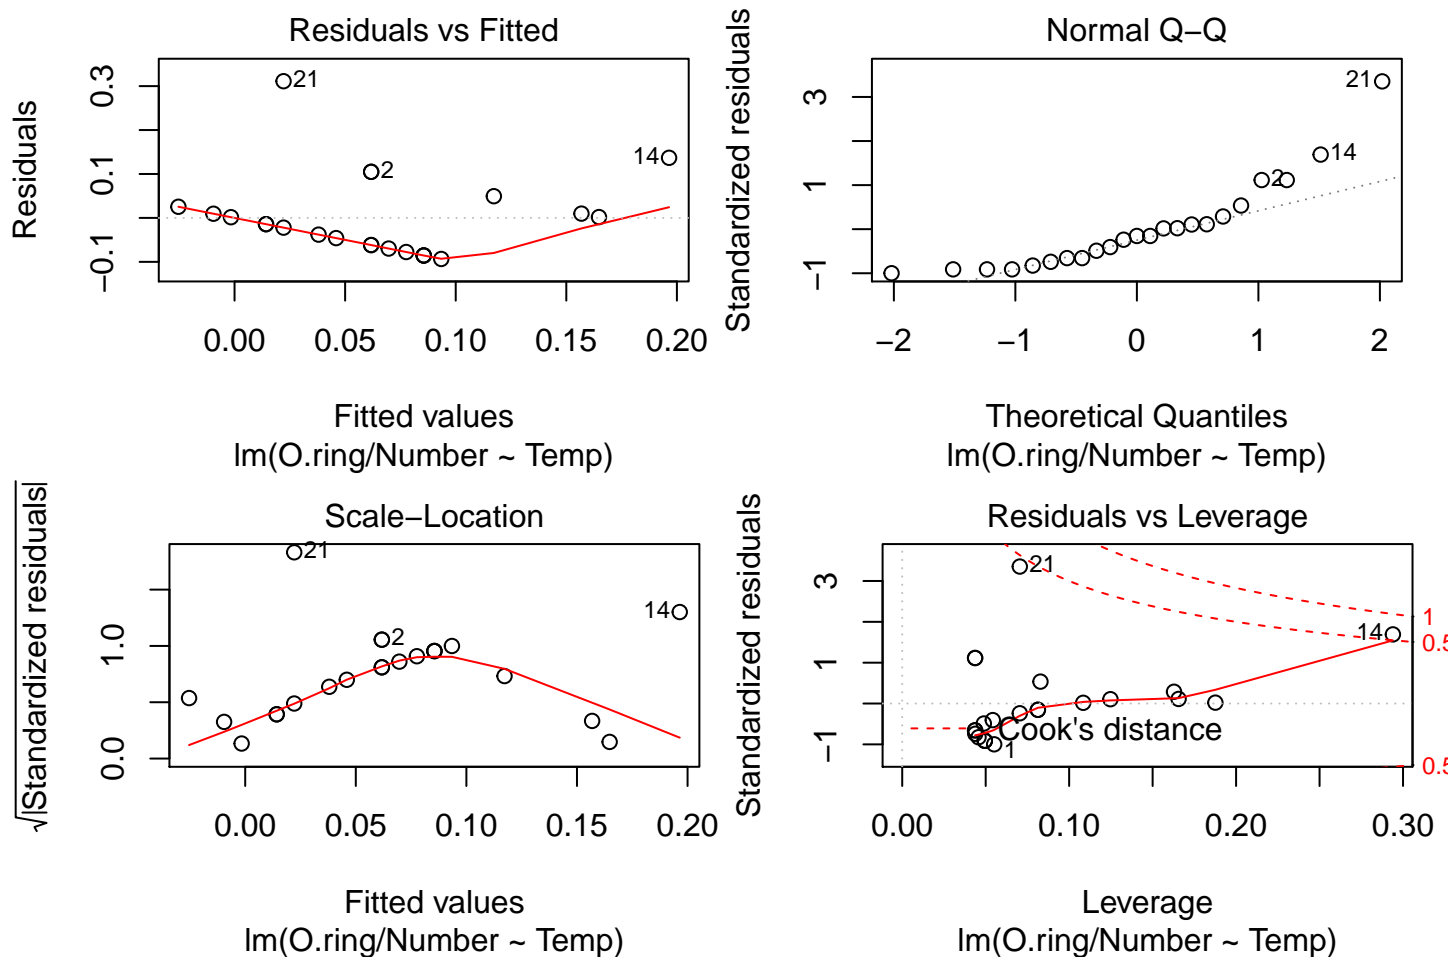 Residuals vs Fitted
Residuals
0.3
0.1
−0.1
21
2
14
0.00 0.05 0.10 0.15 0.20
Fitted values
lm(O.ring/Number ~ Temp)
Normal Q−Q
Standardized residuals
3
1
−1
21
14
2
−2 −1 0 1 2
Theoretical Quantiles
lm(O.ring/Number ~ Temp)
Scale−Location
√|Standardized residuals|
1.0
0.0
21
2
14
0.00 0.05 0.10 0.15 0.20
Fitted values
lm(O.ring/Number ~ Temp)
Residuals vs Leverage
Standardized residuals
3
1
−1
21
14
1
Cook's distance
1
0.5
0.5
0.00 0.10 0.20 0.30
Leverage
lm(O.ring/Number ~ Temp)